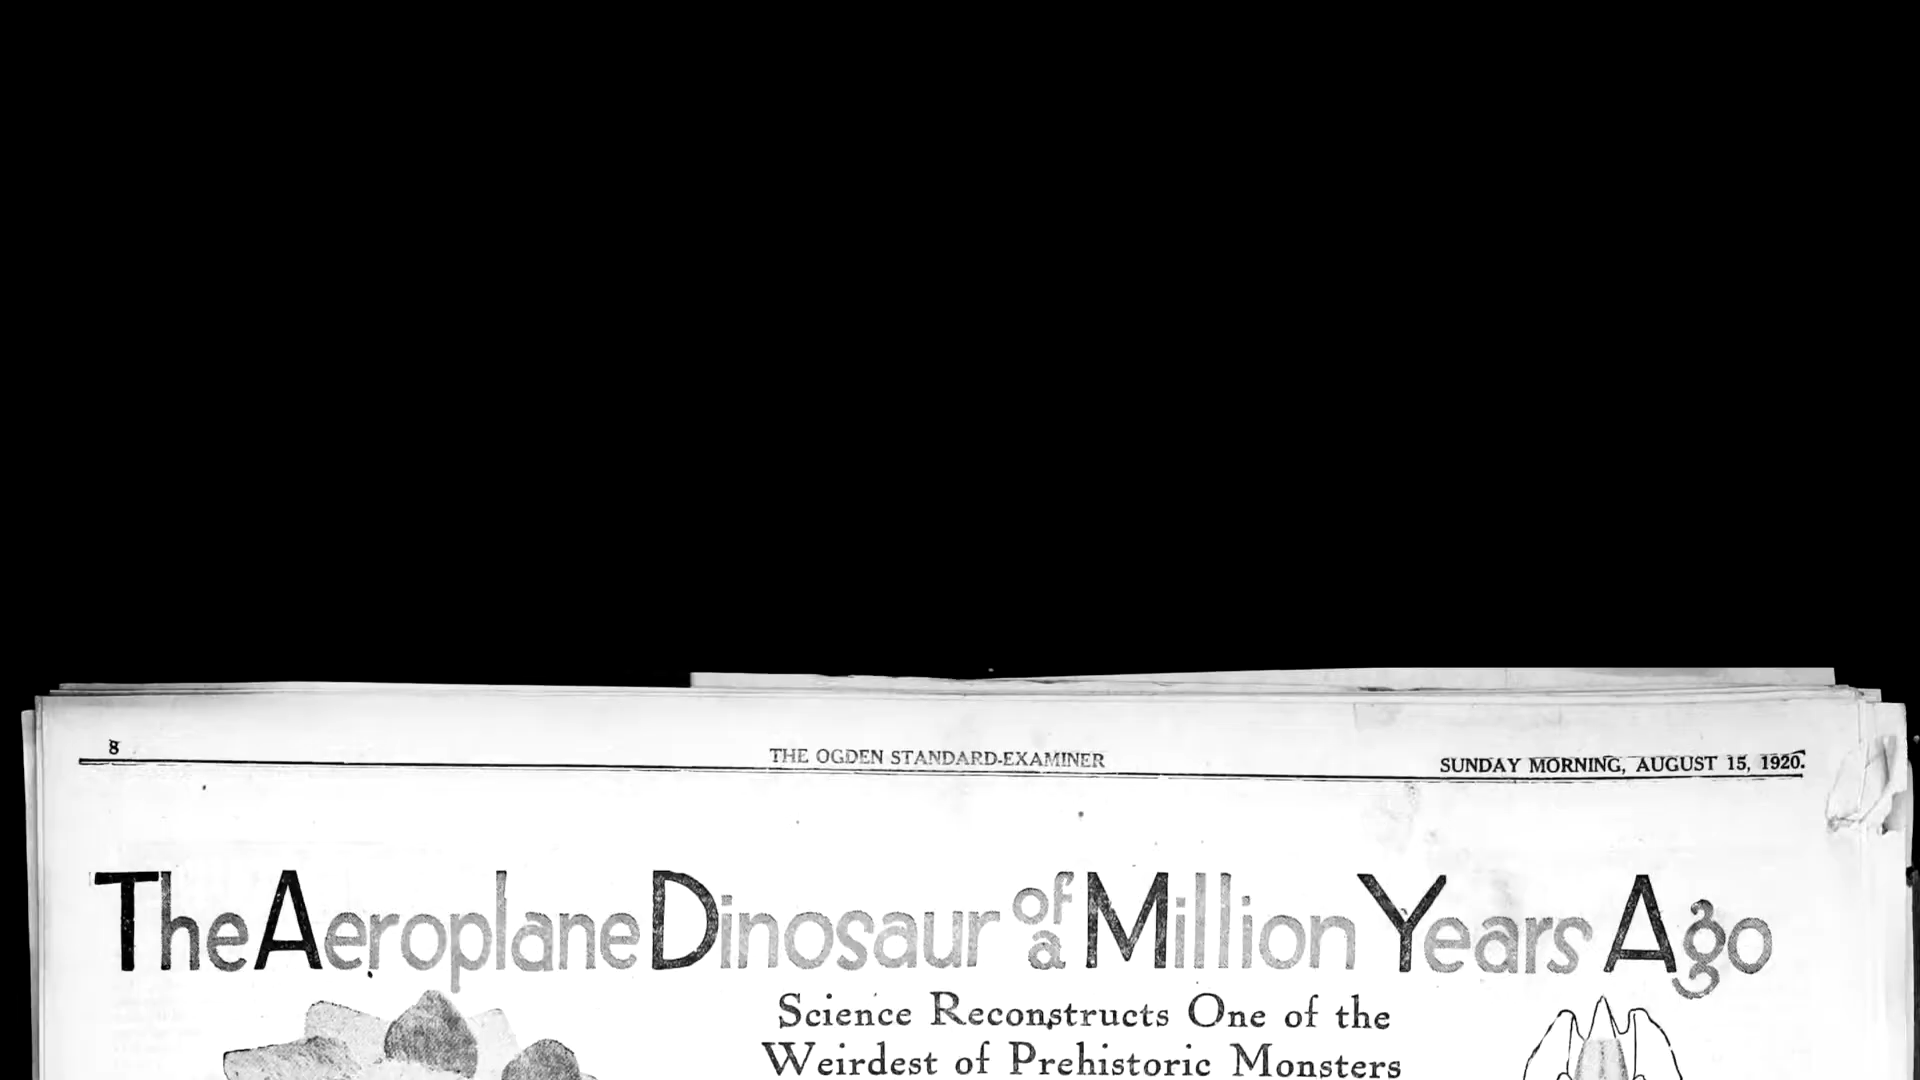 8
THE OGDEN STANDARD-EXAMINER
SUNDAY MORNING, AUGUST 15, 1920.
The Aeroplane Dinosaur of a Million Years Ago
Science Reconstructs One of the
Weirdest of Prehistoric Monsters